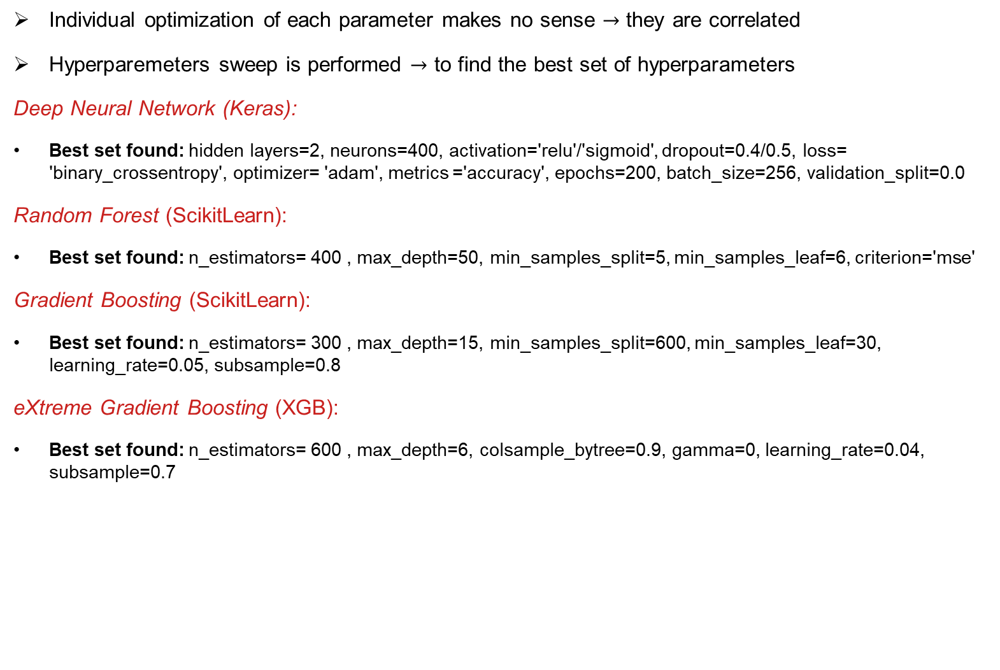 ➢ Individual optimization of each parameter makes no sense → they are correlated
➢ Hyperparemeters sweep is performed → to find the best set of hyperparameters
Deep Neural Network (Keras):
• Best set found: hidden layers=2, neurons=400, activation='relu'/'sigmoid', dropout=0.4/0.5, loss=
'binary_crossentropy', optimizer= 'adam', metrics ='accuracy', epochs=200, batch_size=256, validation_split=0.0
Random Forest (ScikitLearn):
• Best set found: n_estimators= 400 , max_depth=50, min_samples_split=5, min_samples_leaf=6, criterion='mse'
Gradient Boosting (ScikitLearn):
• Best set found: n_estimators= 300 , max_depth=15, min_samples_split=600, min_samples_leaf=30,
learning_rate=0.05, subsample=0.8
eXtreme Gradient Boosting (XGB):
• Best set found: n_estimators= 600 , max_depth=6, colsample_bytree=0.9, gamma=0, learning_rate=0.04,
subsample=0.7